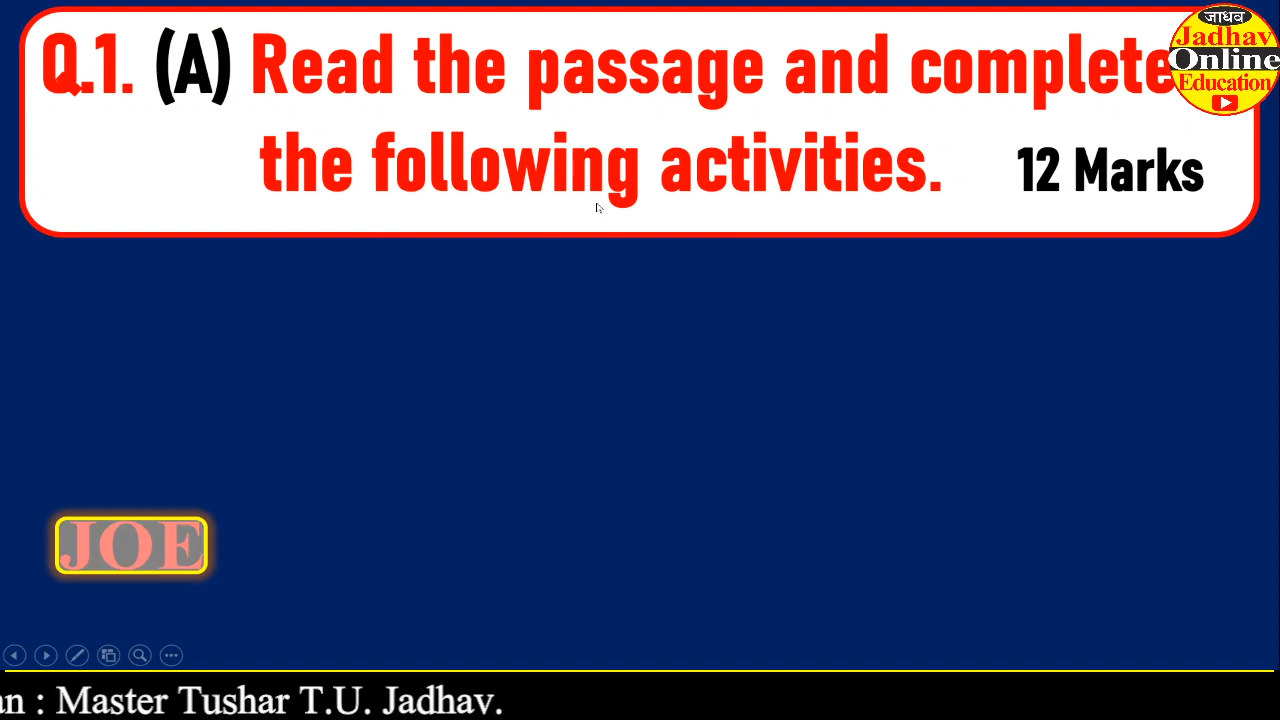 Q.1. (A) Read the passage and complete
the following activities. 12 Marks
जाधव
Jadhav
Online
Education
JOE
an : Master Tushar T.U. Jadhav.